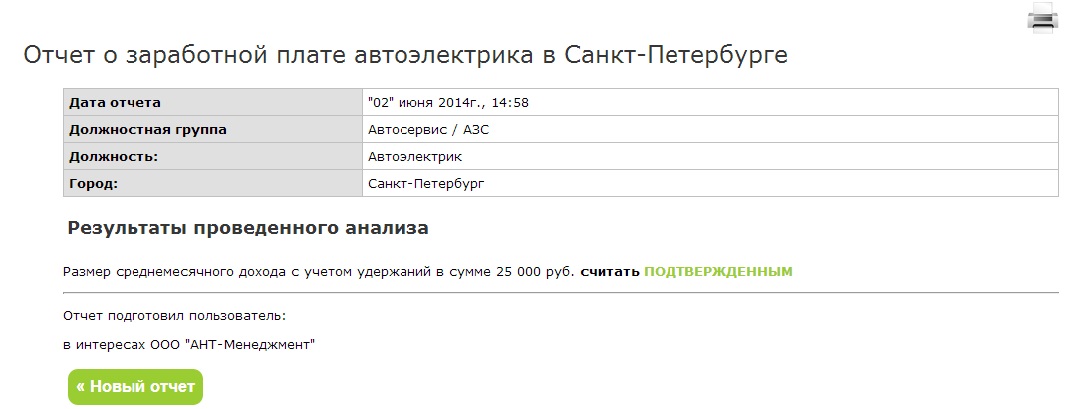 Отчет о заработной плате автоэлектрика в Санкт-Петербурге
Дата отчета "02" июня 2014г., 14:58
Должностная группа Автосервис / АЗС
Должность: Автоэлектрик
Город: Санкт-Петербург
Результаты проведенного анализа
Размер среднемесячного дохода с учетом удержаний в сумме 25 000 руб. считать ПОДТВЕРЖДЕННЫМ
Отчет подготовил пользователь:
в интересах ООО "АНТ-Менеджмент"
« Новый отчет